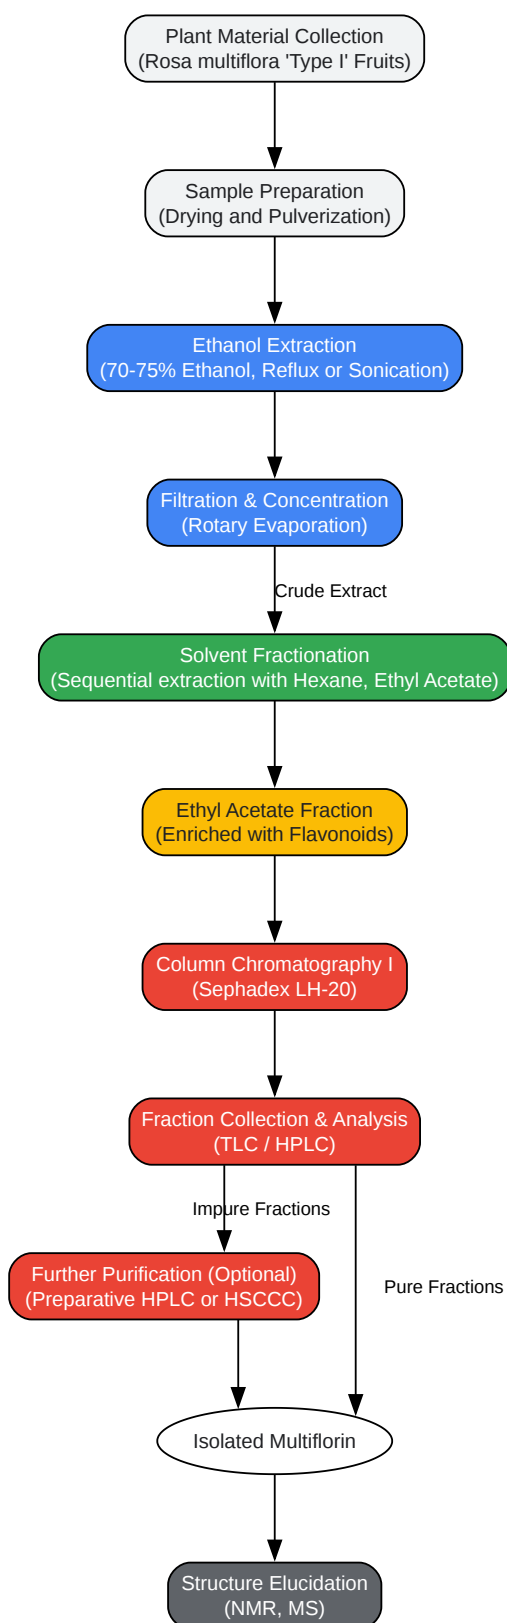 Plant Material Collection
(Rosa multiflora 'Type I' Fruits)
Sample Preparation
(Drying and Pulverization)
Ethanol Extraction
(70-75% Ethanol, Reflux or Sonication)
Filtration & Concentration
(Rotary Evaporation)
Crude Extract
Solvent Fractionation
(Sequential extraction with Hexane, Ethyl Acetate)
Ethyl Acetate Fraction
(Enriched with Flavonoids)
Column Chromatography I
(Sephadex LH-20)
Fraction Collection & Analysis
(TLC / HPLC)
Impure Fractions
Further Purification (Optional)
(Preparative HPLC or HSCCC)
Pure Fractions
Isolated Multiflorin
Structure Elucidation
(NMR, MS)